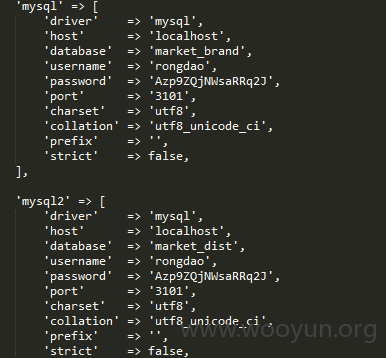 'mysql' => [
'driver' => 'mysql',
'host' => 'localhost',
'database' => 'market_brand',
'username' => 'rongdao',
'password' => 'Azp9ZQjNWsaRRq2J',
'port' => '3101',
'charset' => 'utf8',
'collation' => 'utf8_unicode_ci',
'prefix' => '',
'strict' => false,
],
'mysql2' => [
'driver' => 'mysql',
'host' => 'localhost',
'database' => 'market_dist',
'username' => 'rongdao',
'password' => 'Azp9ZQjNWsaRRq2J',
'port' => '3101',
'charset' => 'utf8',
'collation' => 'utf8_unicode_ci',
'prefix' => '',
'strict' => false,
www.wooyun.org